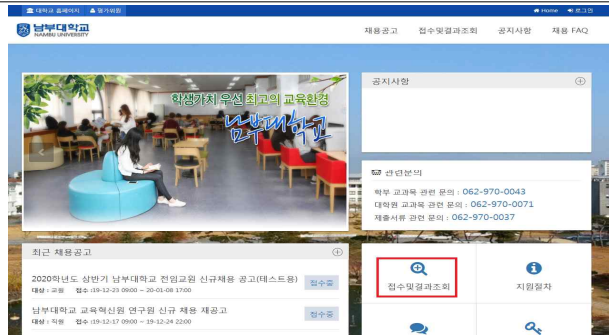 대학교 홈페이지 평가위원 Home 로그인
남부대학교
NAMBU UNIVERSITY
채용공고 접수및결과조회 공지사항 채용 FAQ
학생가치 우선 최고의 교육환경
남부대학교
공지사항
관련문의
학부 교과목 관련 문의 : 062-970-0043
대학원 교과목 관련 문의 : 062-970-0071
제출서류 관련 문의 : 062-970-0037
최근 채용공고
2020학년도 상반기 남부대학교 전임교원 신규채용 공고(테스트용) 접수중
대상 : 교원 접수 :19-12-23 0900 ~ 20-01-08 1700
남부대학교 교육혁신원 연구원 신규 채용 재공고 접수중
대상 : 직원 접수 :19-12-17 0900 ~ 19-12-24 2200
접수및결과조회 지원절차